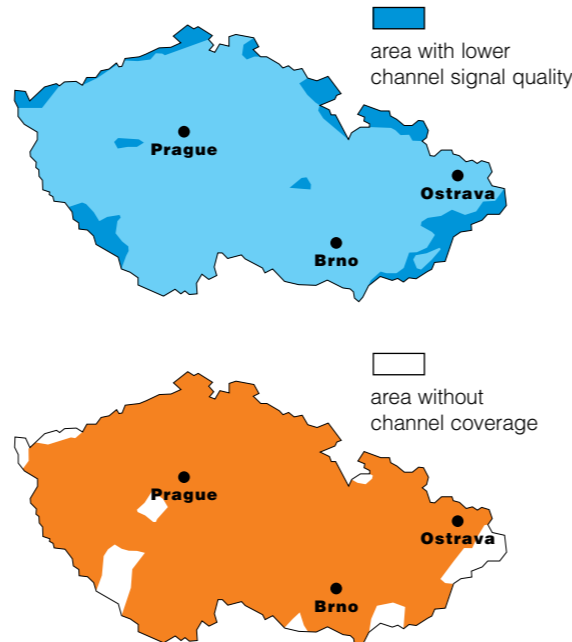 area with lower
channel signal quality
Prague
Ostrava
Brno
area without
channel coverage
Prague
Ostrava
Brno